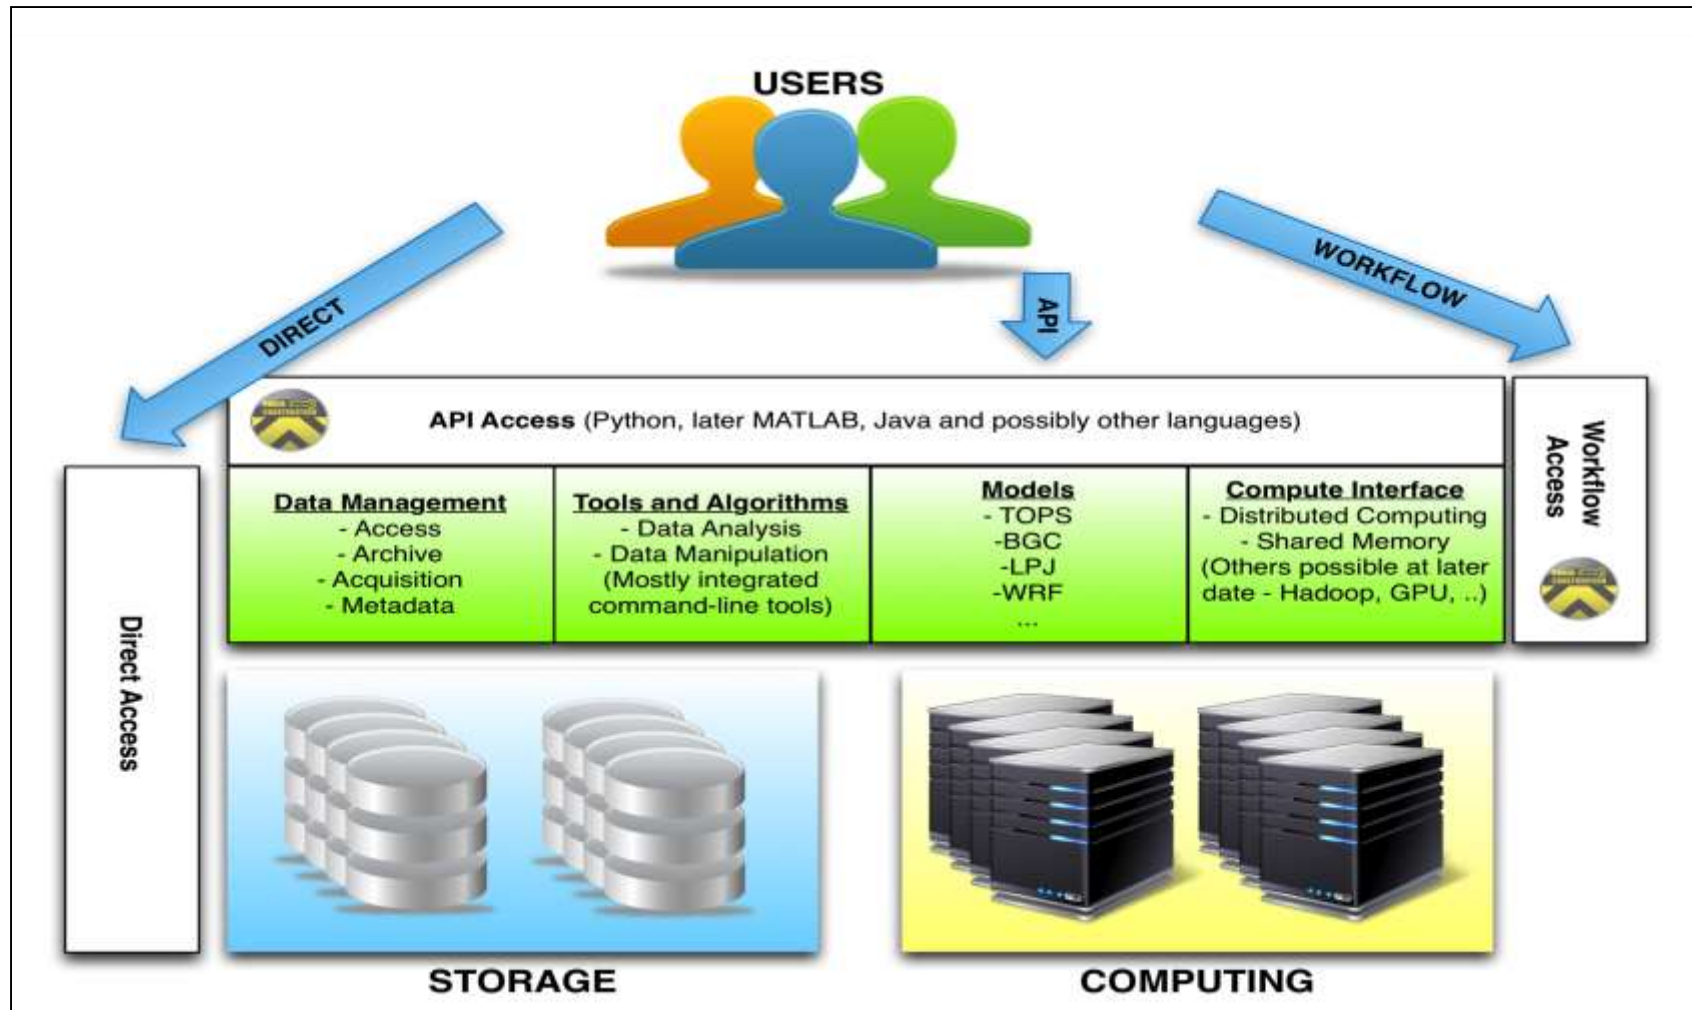 USERS
DIRECT
API
WORKFLOW
API Access (Python, later MATLAB, Java and possibly other languages)
Workflow
Access
Data Management
- Access
- Archive
- Acquisition
- Metadata
Tools and Algorithms
- Data Analysis
- Data Manipulation
(Mostly integrated
command-line tools)
Models
- TOPS
-BGC
-LPJ
-WRF
...
Compute Interface
- Distributed Computing
- Shared Memory
(Others possible at later
date - Hadoop, GPU, ..)
Direct Access
STORAGE
COMPUTING